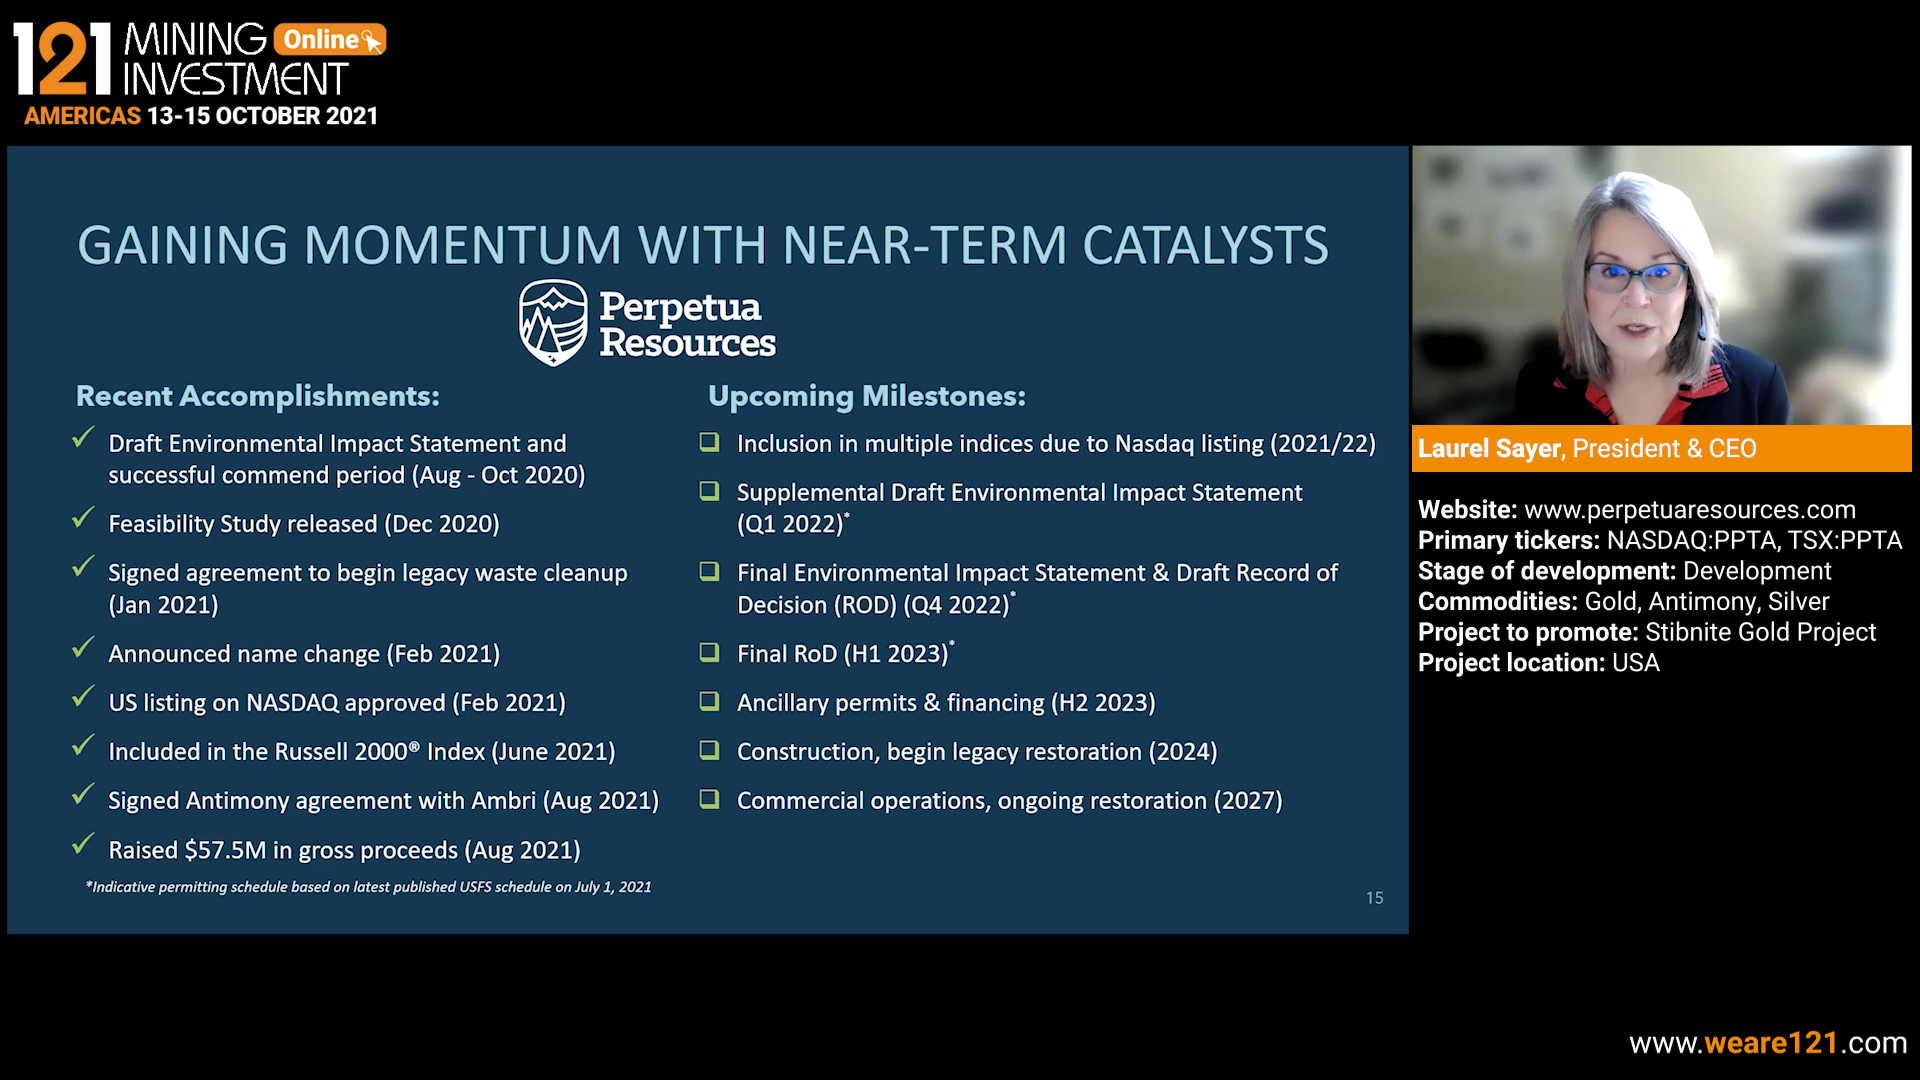 121 MINING Online
INVESTMENT
AMERICAS 13-15 OCTOBER 2021
GAINING MOMENTUM WITH NEAR-TERM CATALYSTS
Perpetua
Resources
Recent Accomplishments:
Draft Environmental Impact Statement and
successful commend period (Aug - Oct 2020)
Feasibility Study released (Dec 2020)
Signed agreement to begin legacy waste cleanup
(Jan 2021)
Announced name change (Feb 2021)
US listing on NASDAQ approved (Feb 2021)
Included in the Russell 2000® Index (June 2021)
Signed Antimony agreement with Ambri (Aug 2021)
Raised $57.5M in gross proceeds (Aug 2021)
*Indicative permitting schedule based on latest published USFS schedule on July 1, 2021
Upcoming Milestones:
Inclusion in multiple indices due to Nasdaq listing (2021/22)
Supplemental Draft Environmental Impact Statement
(Q1 2022)*
Final Environmental Impact Statement & Draft Record of
Decision (ROD) (Q4 2022)*
Final RoD (H1 2023)*
Ancillary permits & financing (H2 2023)
Construction, begin legacy restoration (2024)
Commercial operations, ongoing restoration (2027)
15
Laurel Sayer, President & CEO
Website: www.perpetuaresources.com
Primary tickers: NASDAQ:PPTA, TSX:PPTA
Stage of development: Development
Commodities: Gold, Antimony, Silver
Project to promote: Stibnite Gold Project
Project location: USA
www.weare121.com